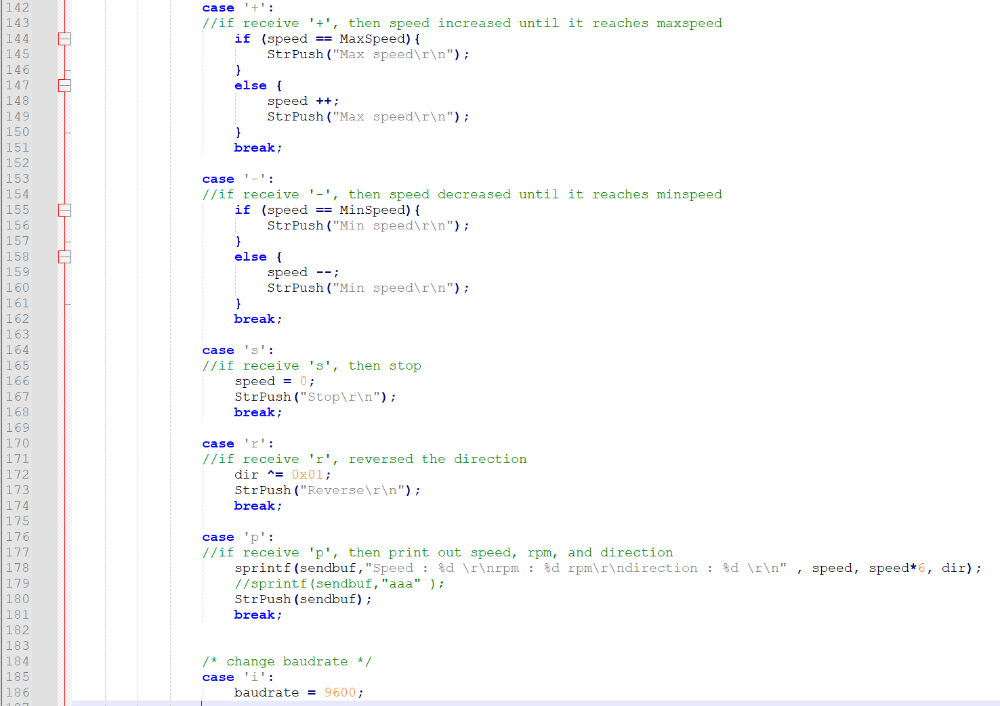 142 case '+':
143 //if receive '+', then speed increased until it reaches maxspeed
144 if (speed == MaxSpeed){
145 StrPush("Max speed\r\n");
146 }
147 else {
148 speed ++;
149 StrPush("Max speed\r\n");
150 }
151 break;
152
153 case '-':
154 //if receive '-', then speed decreased until it reaches minspeed
155 if (speed == MinSpeed){
156 StrPush("Min speed\r\n");
157 }
158 else {
159 speed --;
160 StrPush("Min speed\r\n");
161 }
162 break;
163
164 case 's':
165 //if receive 's', then stop
166 speed = 0;
167 StrPush("Stop\r\n");
168 break;
169
170 case 'r':
171 //if receive 'r', reversed the direction
172 dir ^= 0x01;
173 StrPush("Reverse\r\n");
174 break;
175
176 case 'p':
177 //if receive 'p', then print out speed, rpm, and direction
178 sprintf(sendbuf,"Speed : %d \r\nrpm : %d rpm\r\ndirection : %d \r\n" , speed, speed*6, dir);
179 //sprintf(sendbuf,"aaa" );
180 StrPush(sendbuf);
181 break;
182
183
184 /* change baudrate */
185 case 'i':
186 baudrate = 9600;